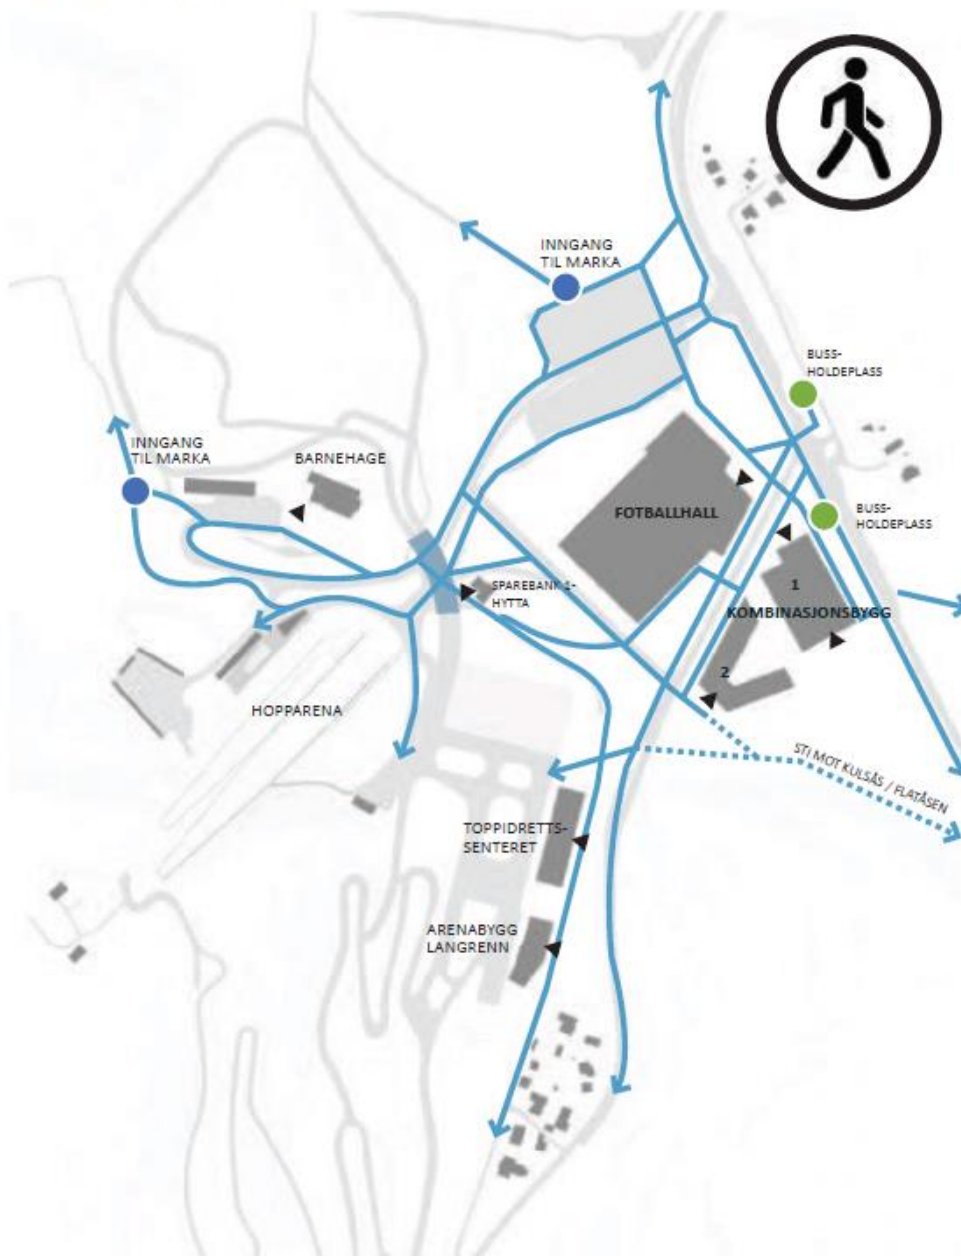 INNGANG
TIL MARKA
BUSS-
HOLDEPLASS
INNGANG
TIL MARKA
BARNEHAGE
FOTBALLHALL
BUSS-
HOLDEPLASS
SPAREBANK 1-
HYTTA
1
KOMBINASJONSBYGG
2
HOPPARENA
STI MOT KULSÅS / FLATÅSEN
TOPPIDRETTS-
SENTERET
ARENABYGG
LANGRENN